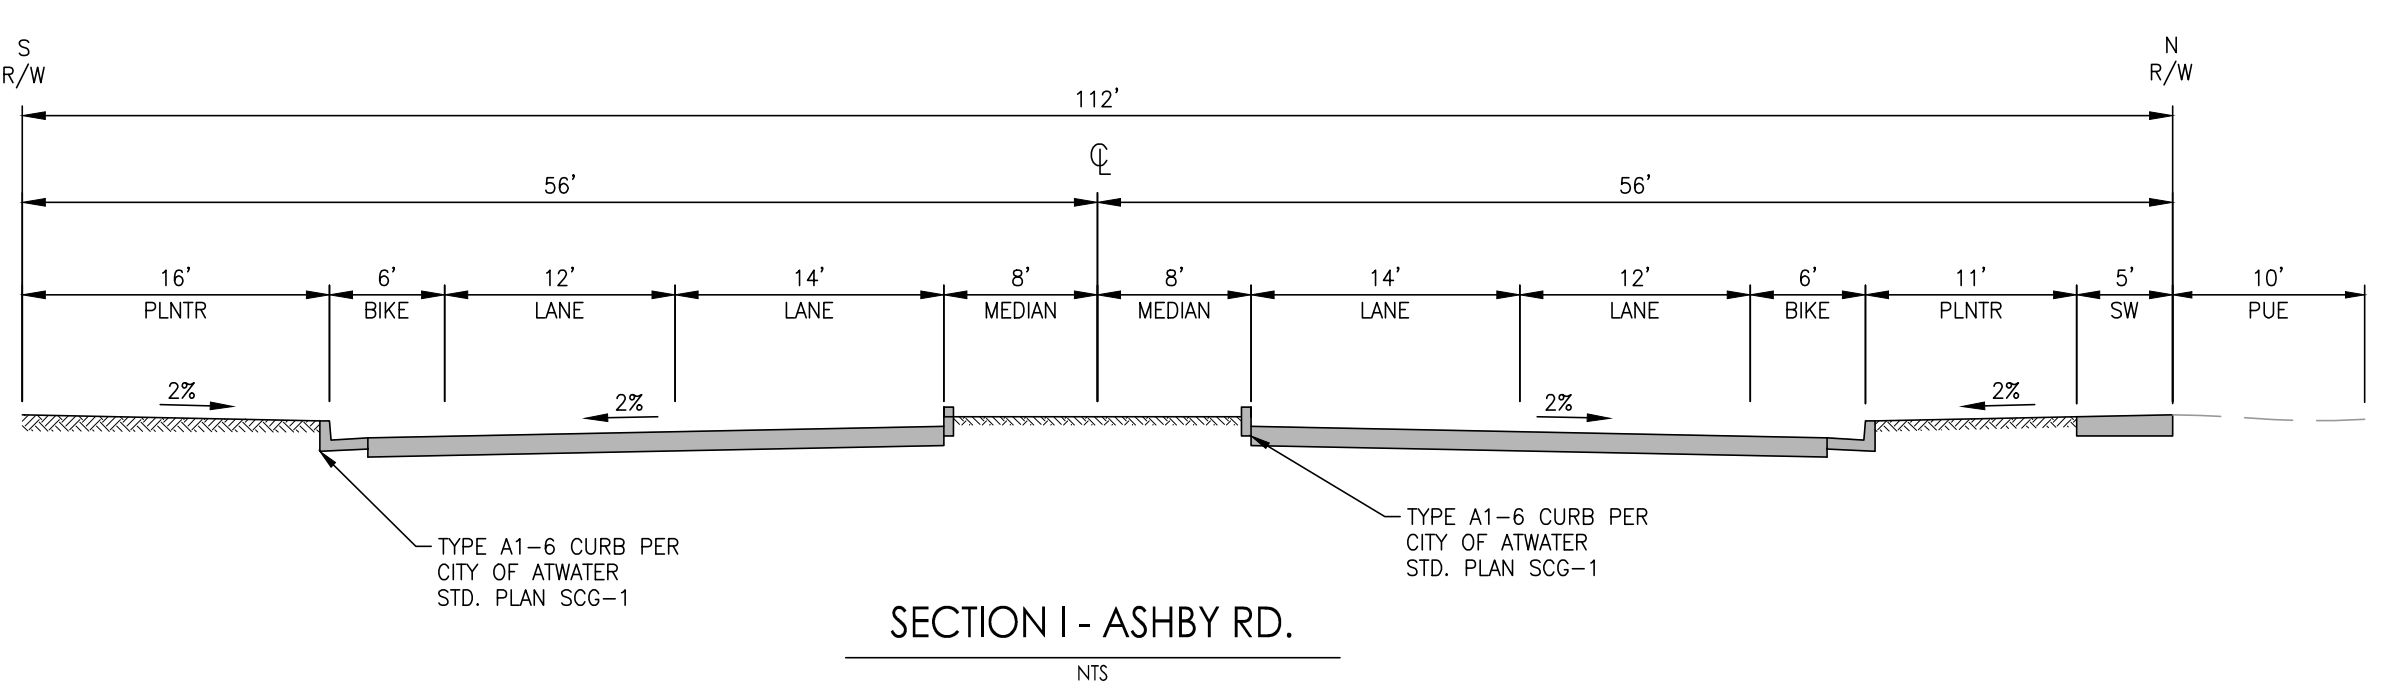 S
R/W
N
R/W
112'
℄
56'
56'
16'
6'
12'
14'
8'
8'
14'
12'
6'
11'
5'
10'
PLNTR
BIKE
LANE
LANE
MEDIAN
MEDIAN
LANE
LANE
BIKE
PLNTR
SW
PUE
2%
2%
2%
2%
TYPE A1-6 CURB PER
CITY OF ATWATER
STD. PLAN SCG-1
TYPE A1-6 CURB PER
CITY OF ATWATER
STD. PLAN SCG-1
SECTION I - ASHBY RD.
NTS